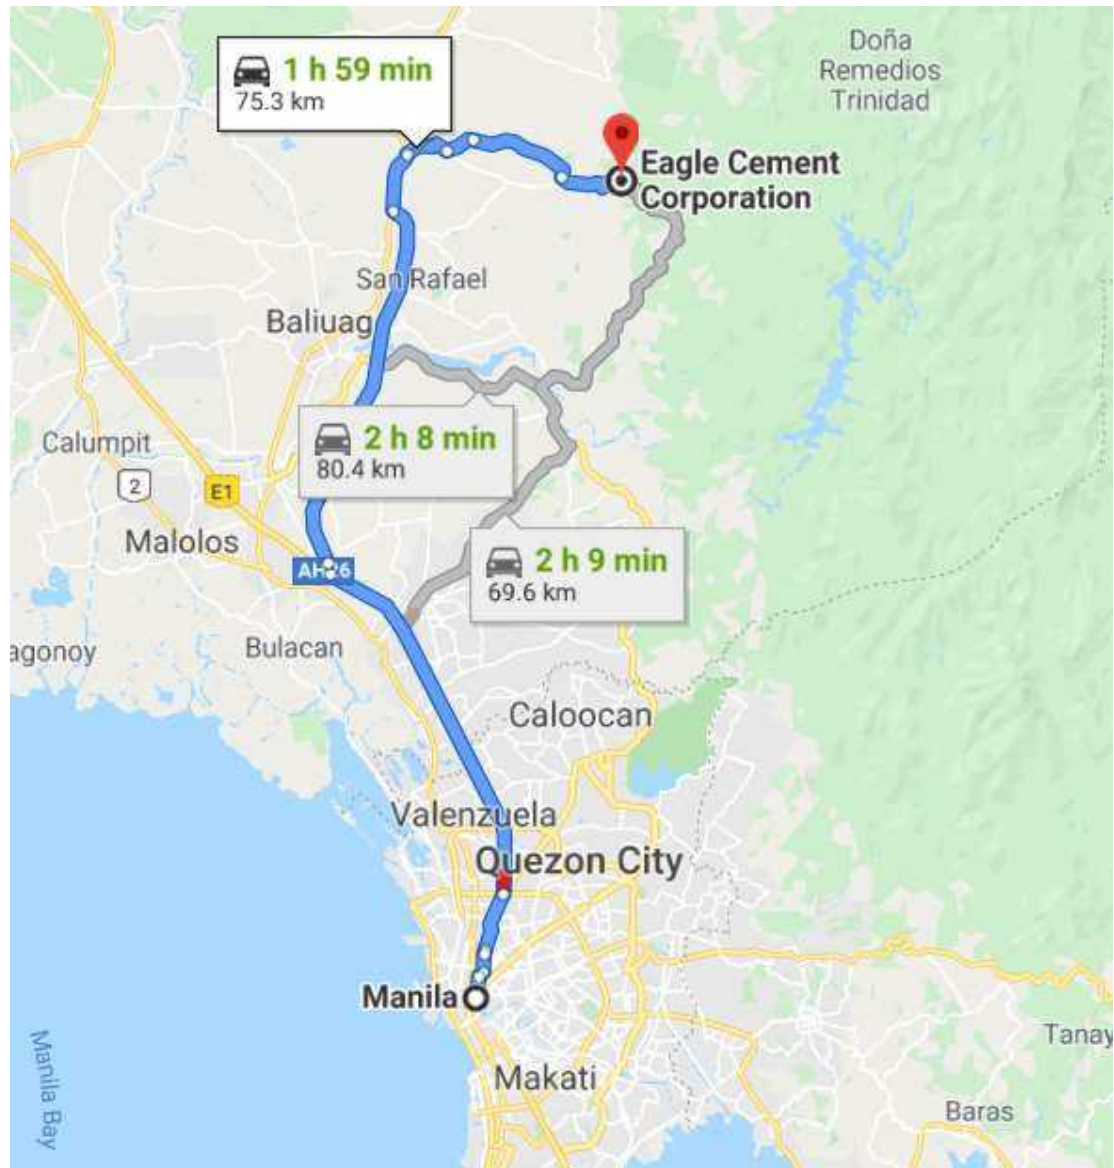 Doña
Remedios
Trinidad
1 h 59 min
75.3 km
Eagle Cement
Corporation
San Rafael
Baliuag
2 h 8 min
80.4 km
Calumpit
2
E1
Malolos
2 h 9 min
69.6 km
AH26
Bulacan
agonoy
Caloocan
Valenzuela
Quezon City
Manila
Manila Bay
Tanay
Makati
Baras